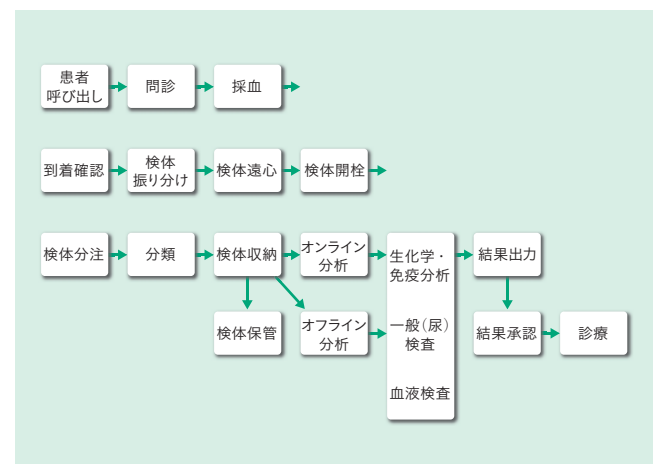 患者
呼び出し
問診
採血
到着確認
検体
振り分け
検体遠心
検体開栓
検体分注
分類
検体収納
オンライン
分析
生化学・
免疫分析
結果出力
検体保管
オフライン
分析
一般(尿)
検査
結果承認
診療
血液検査